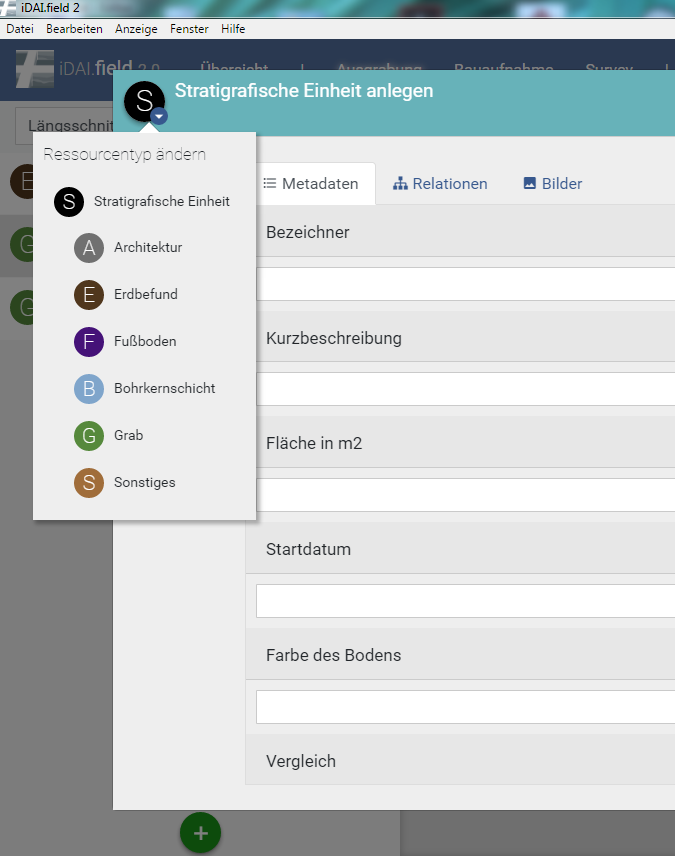 iDAI.field 2
Datei Bearbeiten Anzeige Fenster Hilfe
iDAI.field 2.0 Übersicht Ausgrabung Bauaufnahme Survey
Längsschnit
S Stratigrafische Einheit anlegen
Ressourcentyp ändern
S Stratigrafische Einheit
A Architektur
E Erdbefund
F Fußboden
B Bohrkernschicht
G Grab
S Sonstiges
E
G
G
Metadaten Relationen Bilder
Bezeichner
Kurzbeschreibung
Fläche in m2
Startdatum
Farbe des Bodens
Vergleich
+